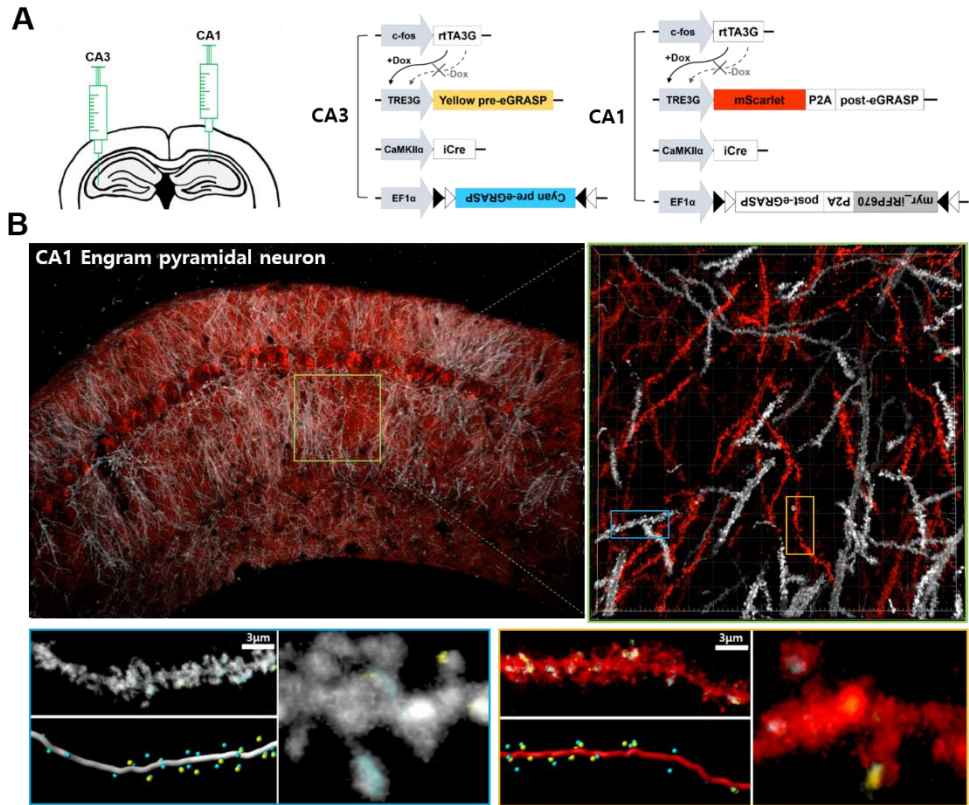 A
CA3
CA1
CA3
c-fos
rtTA3G
+Dox
-Dox
TRE3G
Yellow pre-eGRASP
CaMKIIα
iCre
EF1α
Cyan pre-eGRASP
CA1
c-fos
rtTA3G
+Dox
-Dox
TRE3G
mScarlet
P2A
post-eGRASP
CaMKIIα
iCre
EF1α
post-eGRASP
P2A
myr_iRFP670
B
CA1 Engram pyramidal neuron
3μm
3μm